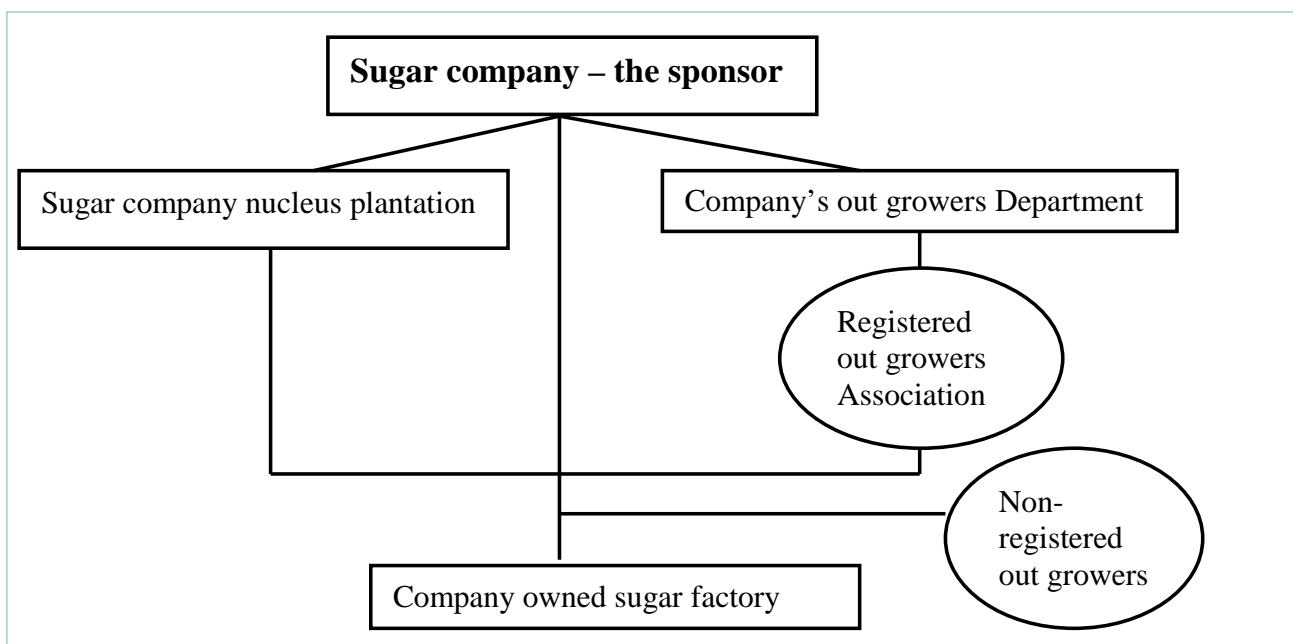 Sugar company – the sponsor
Sugar company nucleus plantation
Company’s out growers Department
Registered
out growers
Association
Non-
registered
out growers
Company owned sugar factory